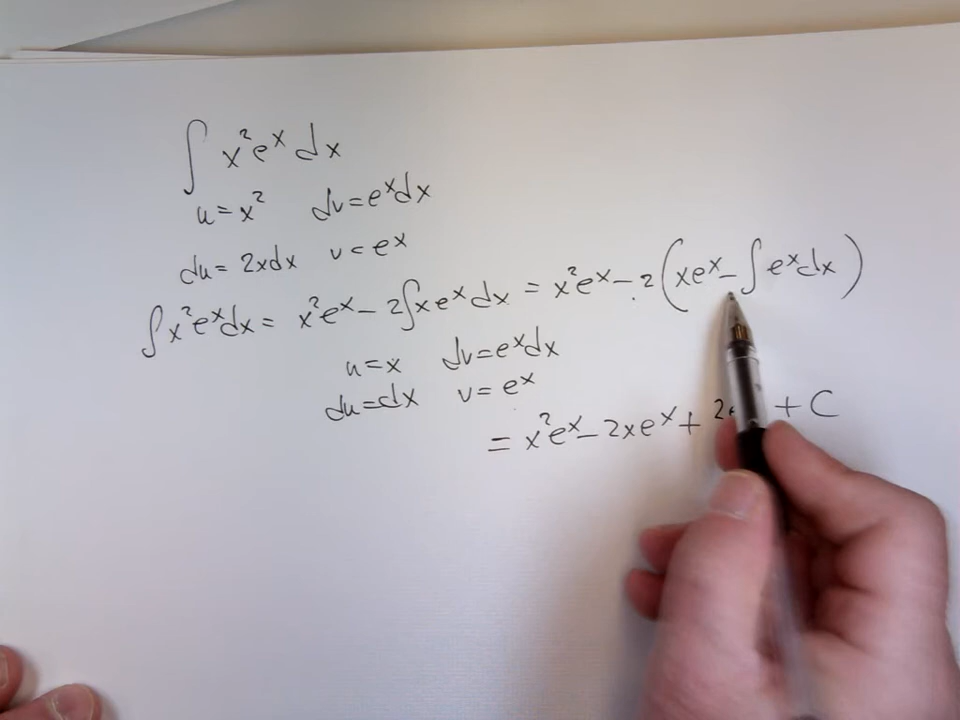 ∫ x²eˣ dx
u = x² dv = eˣdx
du = 2xdx v = eˣ
∫x²eˣdx = x²eˣ − 2∫xeˣdx = x²eˣ − 2(xeˣ − ∫eˣdx)
u = x dv = eˣdx
du = dx v = eˣ
= x²eˣ − 2xeˣ + 2 + C